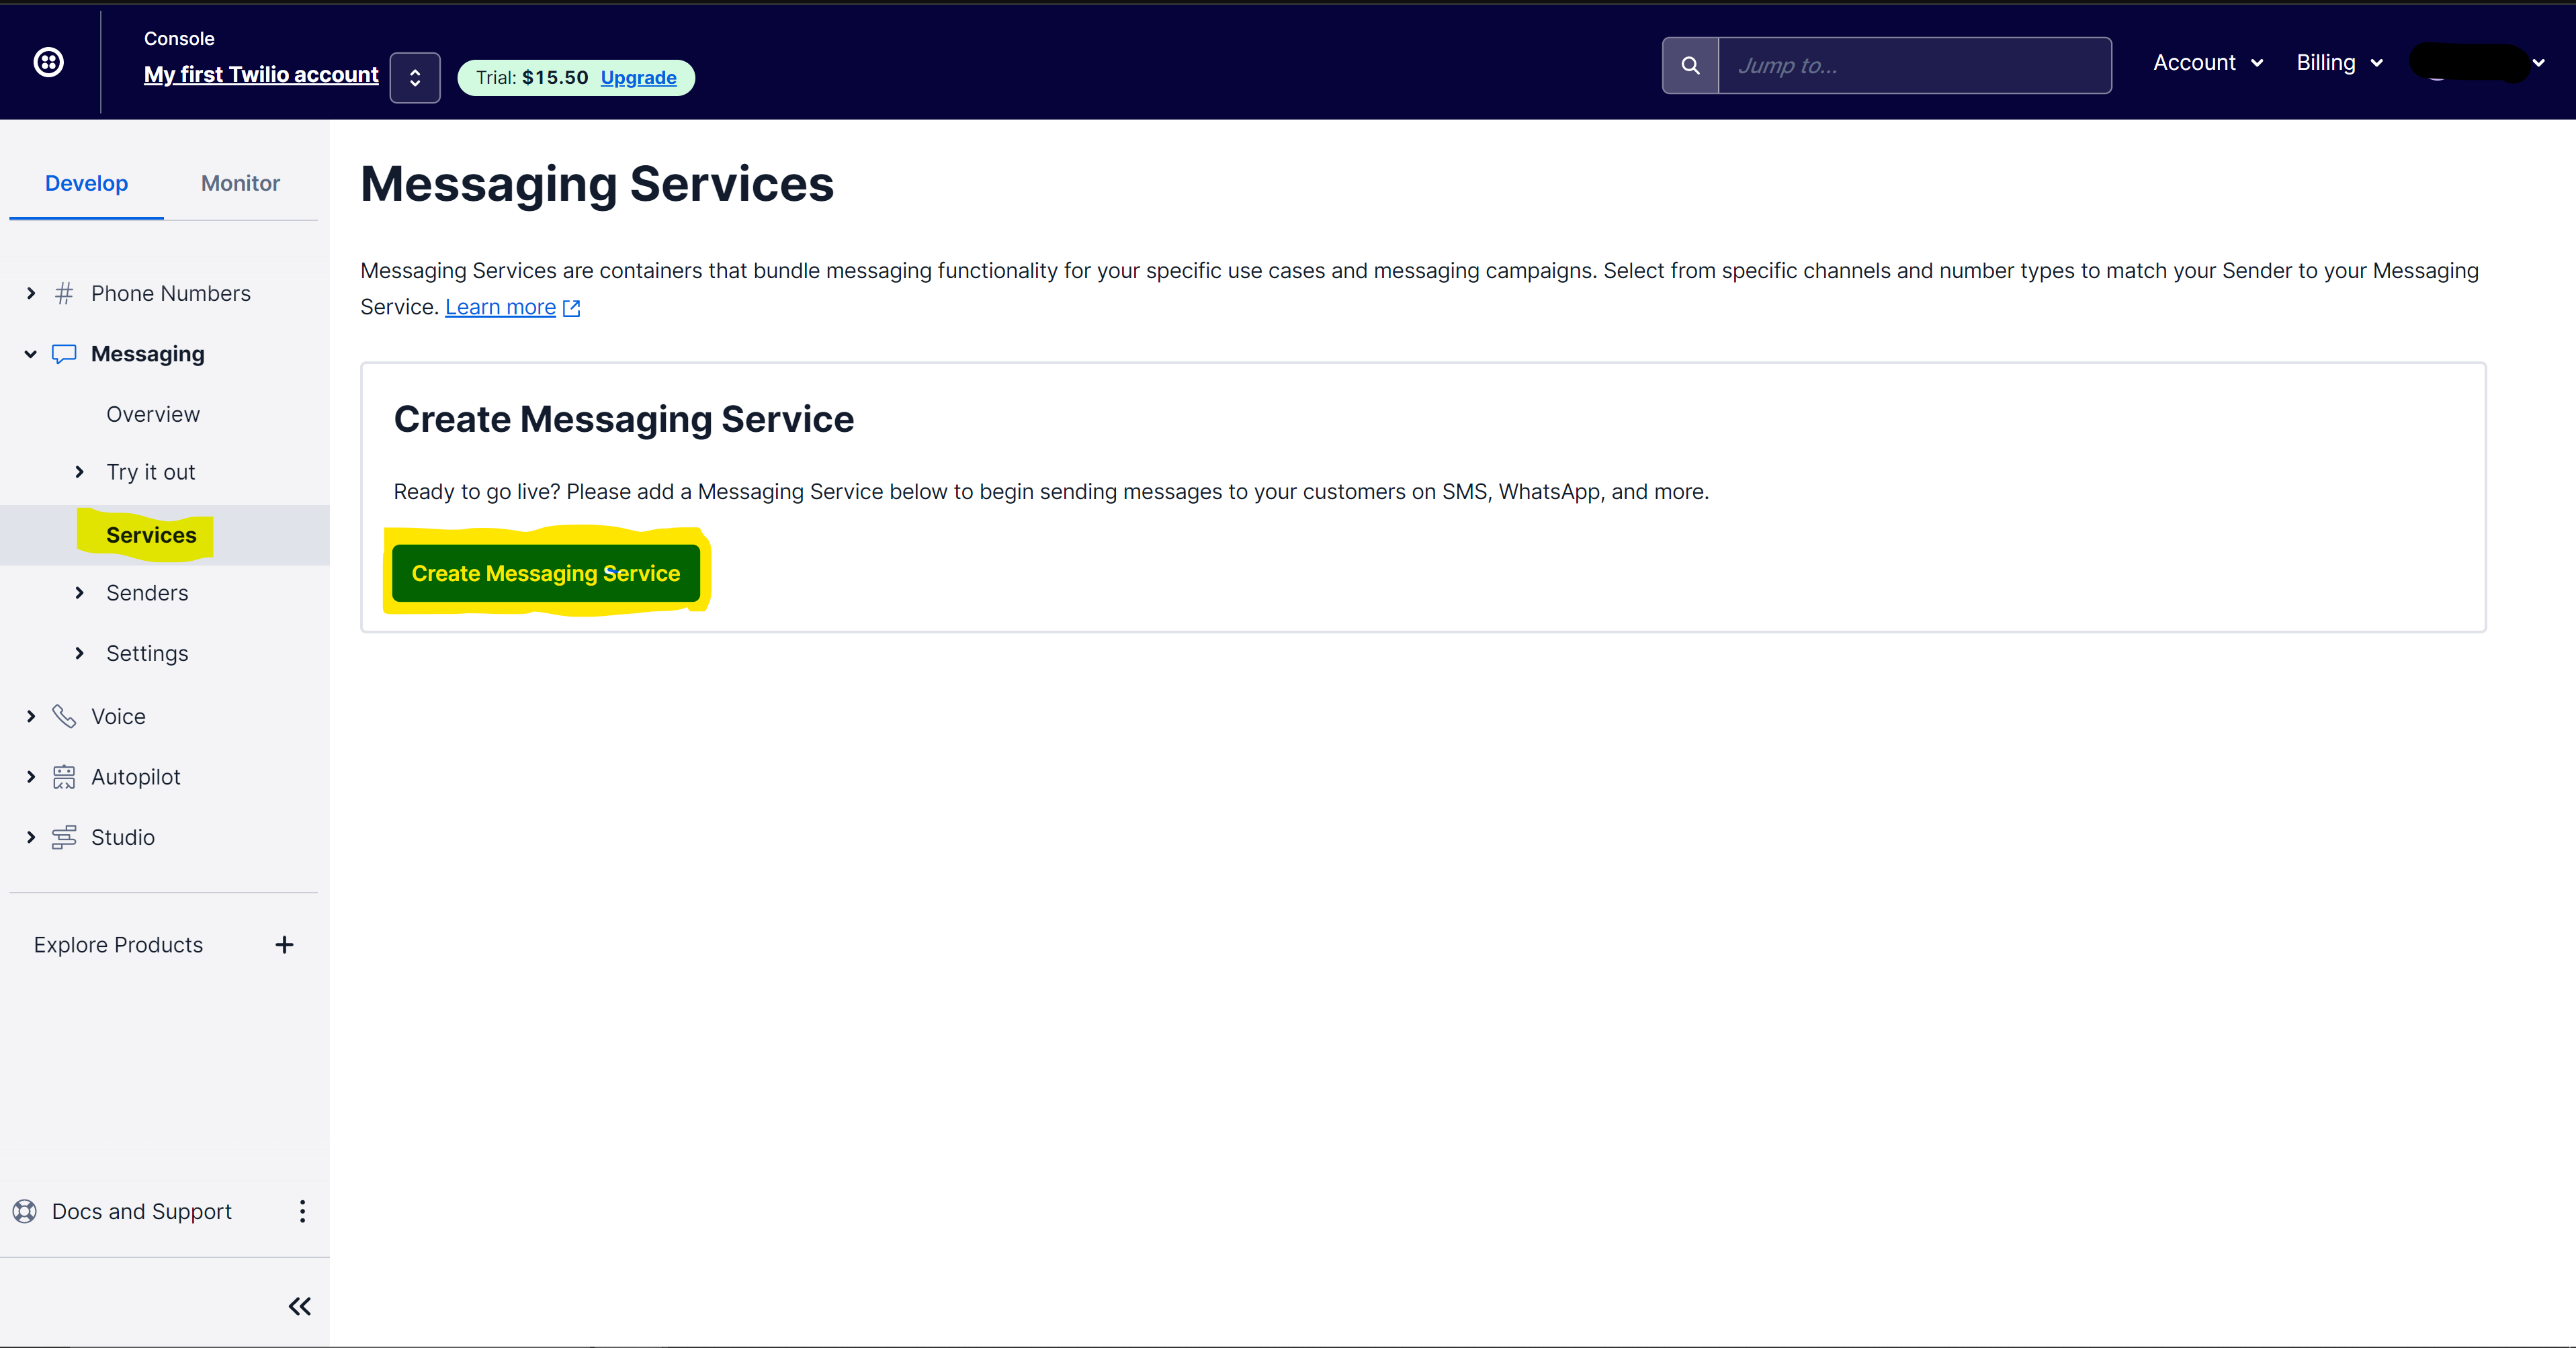 Console
My first Twilio account
Trial: $15.50 Upgrade
Jump to...
Account
Billing
Develop
Monitor
Phone Numbers
Messaging
Overview
Try it out
Services
Senders
Settings
Voice
Autopilot
Studio
Explore Products
Docs and Support
Messaging Services
Messaging Services are containers that bundle messaging functionality for your specific use cases and messaging campaigns. Select from specific channels and number types to match your Sender to your Messaging
Service. Learn more
Create Messaging Service
Ready to go live? Please add a Messaging Service below to begin sending messages to your customers on SMS, WhatsApp, and more.
Create Messaging Service